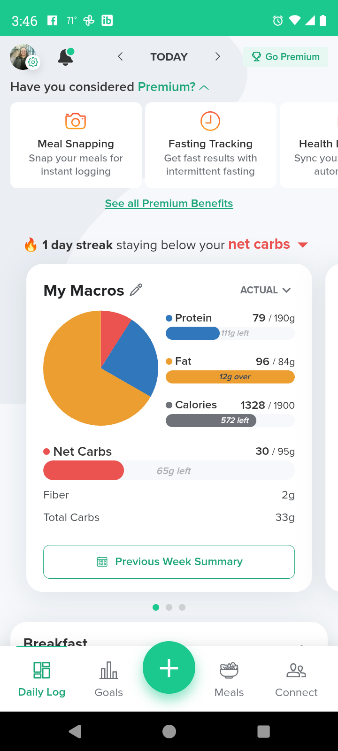 3:46 71°
TODAY
Go Premium
Have you considered Premium?
Meal Snapping
Snap your meals for
instant logging
Fasting Tracking
Get fast results with
intermittent fasting
Health
Sync you
autor
See all Premium Benefits
1 day streak staying below your net carbs
My Macros
ACTUAL
Protein 79 / 190g
111g left
Fat 96 / 84g
12g over
Calories 1328 / 1900
572 left
Net Carbs 30 / 95g
65g left
Fiber 2g
Total Carbs 33g
Previous Week Summary
Breakfast
Daily Log
Goals
Meals
Connect